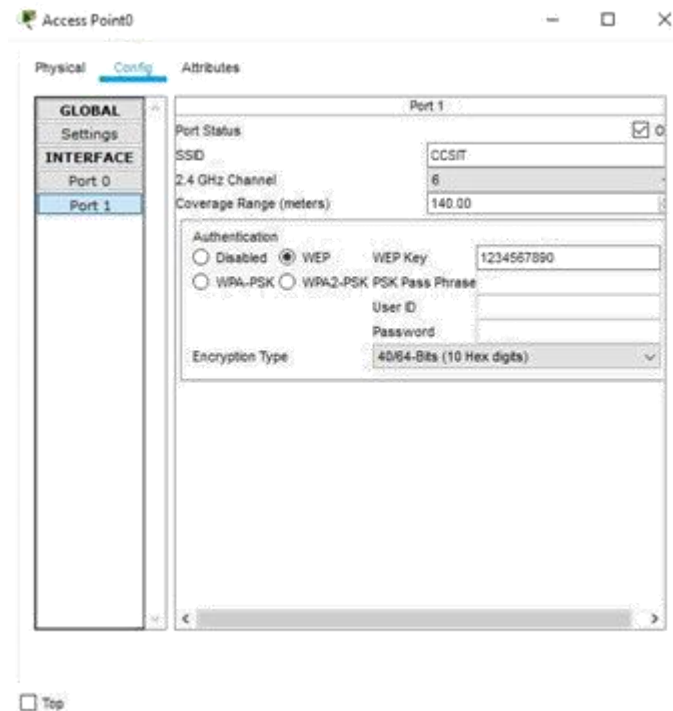 Access Point0
Physical Config Attributes
GLOBAL
Settings
INTERFACE
Port 0
Port 1
Port 1
Port Status O
SSID CCSIT
2.4 GHz Channel 6
Coverage Range (meters) 140.00
Authentication
Disabled WEP WEP Key 1234567890
WPA-PSK WPA2-PSK PSK Pass Phrase
User ID
Password
Encryption Type 40/64-Bits (10 Hex digits)
Top